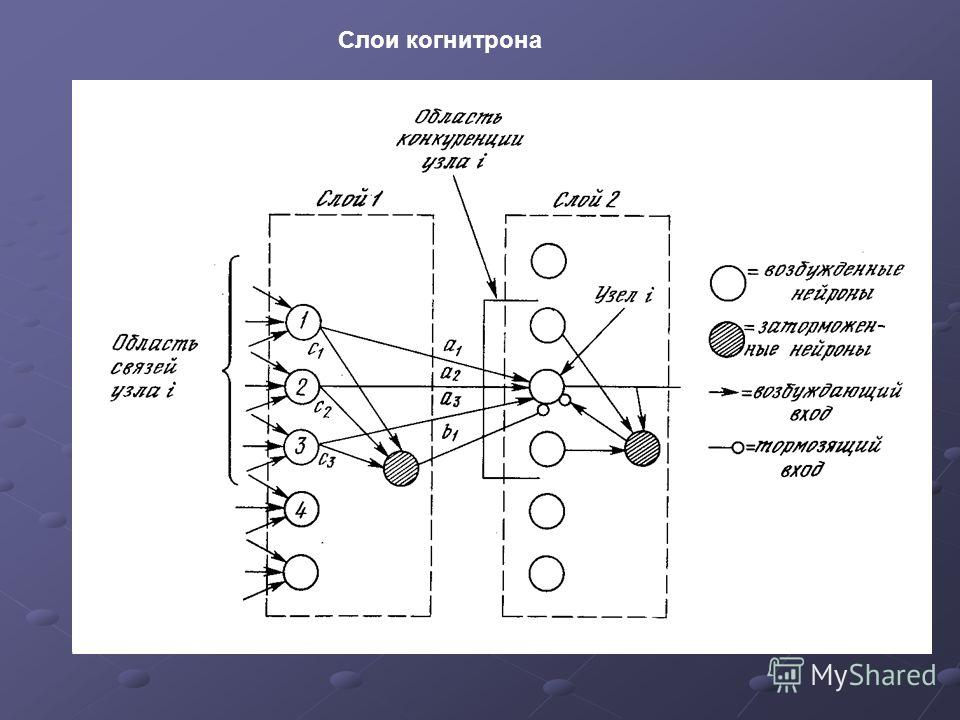 Слои когнитрона
Область
конкуренции
узла i
Слой 1
Слой 2
Узел i
Область
связей
узла i
1
2
3
4
c1
c2
c3
a1
a2
a3
b1
= возбужденные
нейроны
= заторможен-
ные нейроны
=возбуждающий
вход
=тормозящий
вход
MyShared